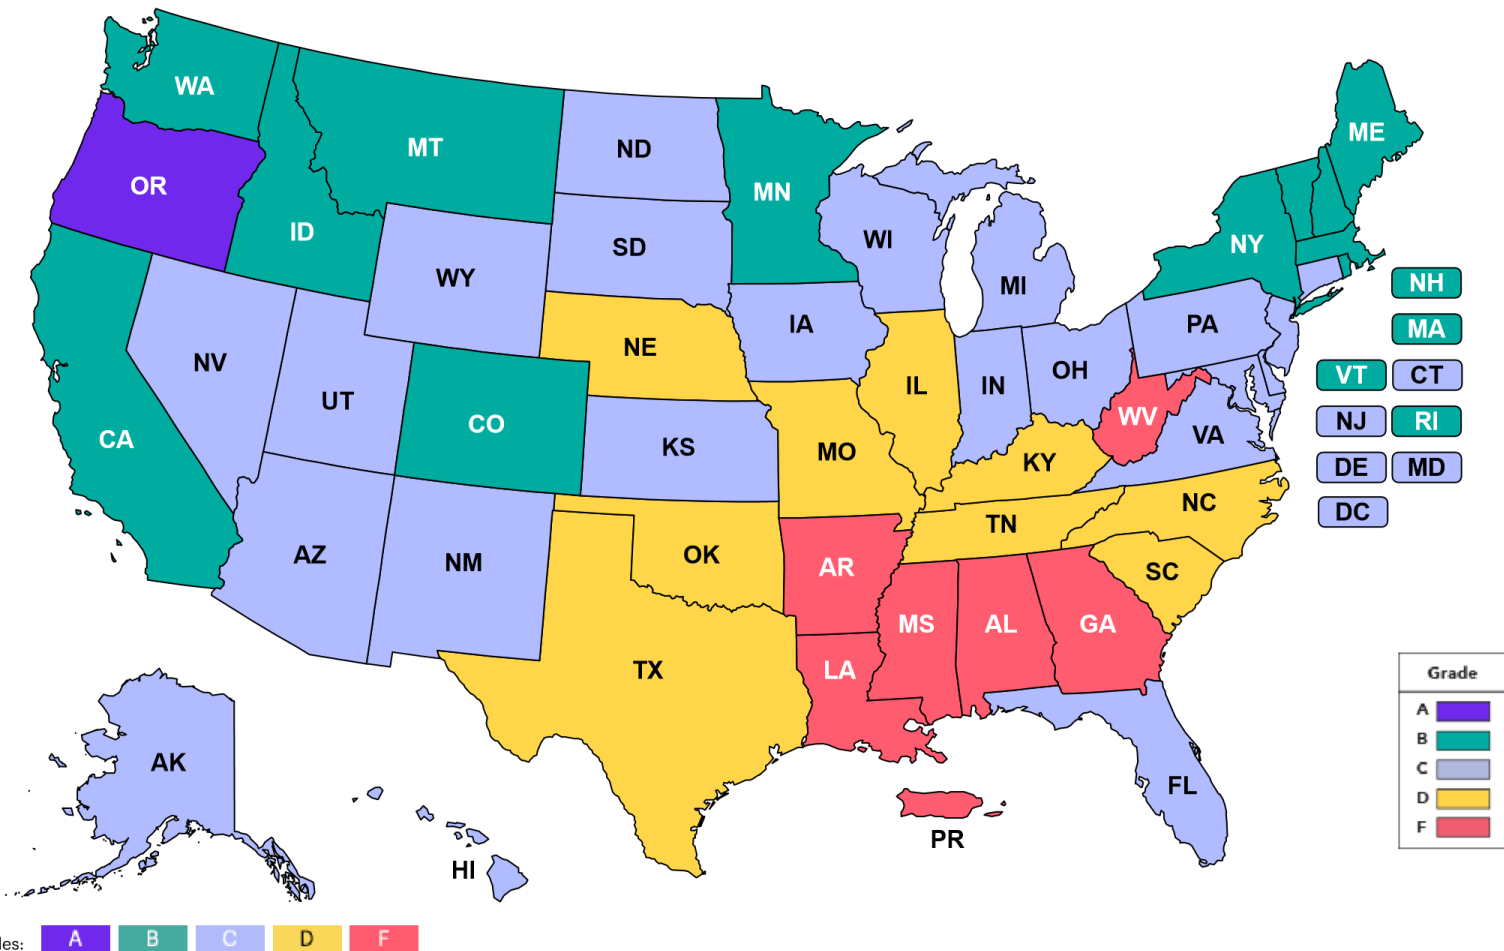 WA
MT
ND
MN
ME
OR
ID
SD
WI
NY
WY
MI
NH
IA
PA
MA
NV
NE
OH
VT CT
UT
CO
IL
IN
WV
NJ RI
CA
KS
MO
KY
VA
DE MD
DC
NC
TN
AZ
NM
OK
AR
SC
MS
AL
GA
TX
LA
Grade
A
B
C
D
F
AK
FL
HI
PR
les:
A B C D F